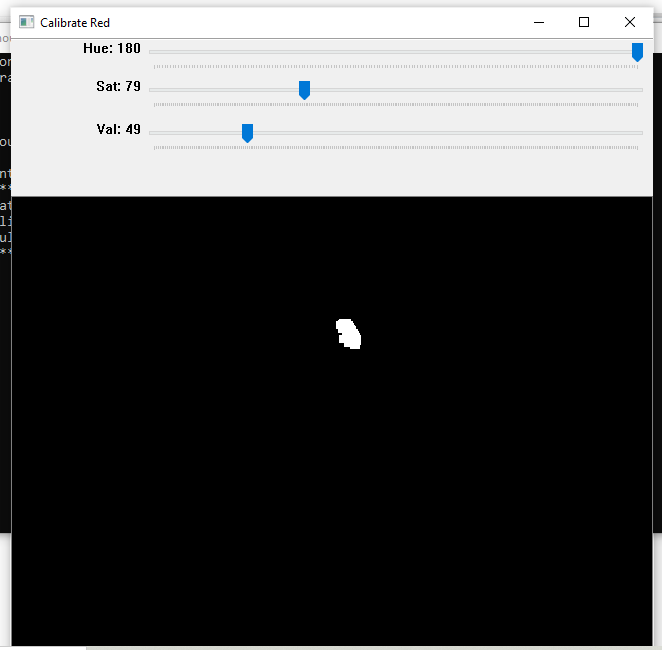 Calibrate Red
Hue: 180
Sat: 79
Val: 49